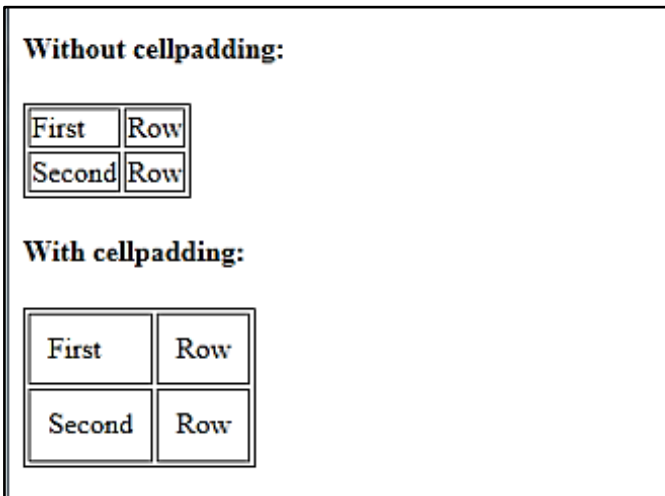 Without cellpadding:
First Row
Second Row
With cellpadding:
First Row
Second Row